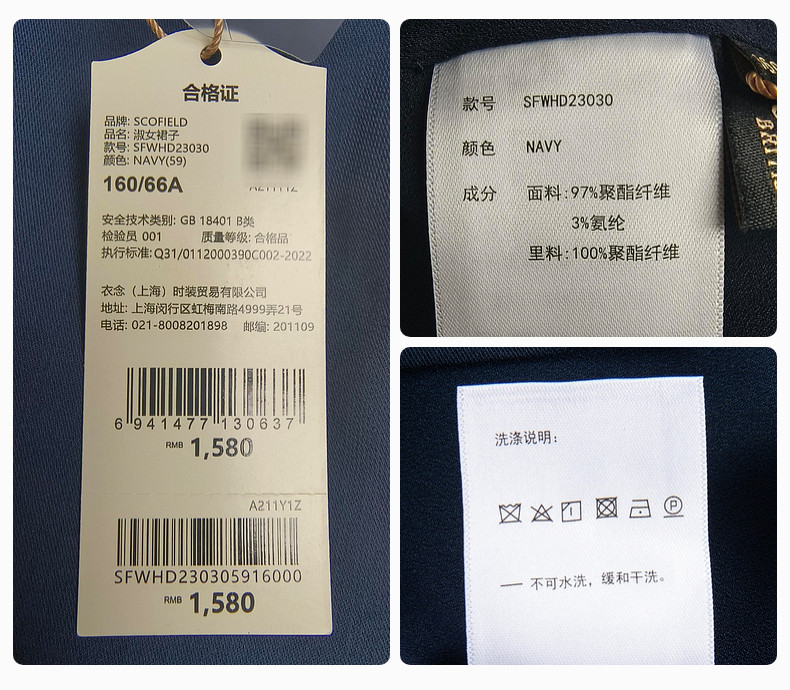 合格证
品牌: SCOFIELD
品名: 淑女裙子
款号: SFWHD23030
颜色: NAVY(59)
160/66A
A211Y1Z
安全技术类别: GB 18401 B类
检验员 001 质量等级: 合格品
执行标准: Q31/0112000390C002-2022
衣念（上海）时装贸易有限公司
地址: 上海闵行区虹梅南路4999弄21号
电话: 021-8008201898 邮编: 201109
6 941477 130637
RMB 1,580
A211Y1Z
SFWHD230305916000
RMB 1,580
款号 SFWHD23030
颜色 NAVY
成分 面料:97%聚酯纤维
3%氨纶
里料:100%聚酯纤维
洗涤说明:
P
— 不可水洗，缓和干洗。